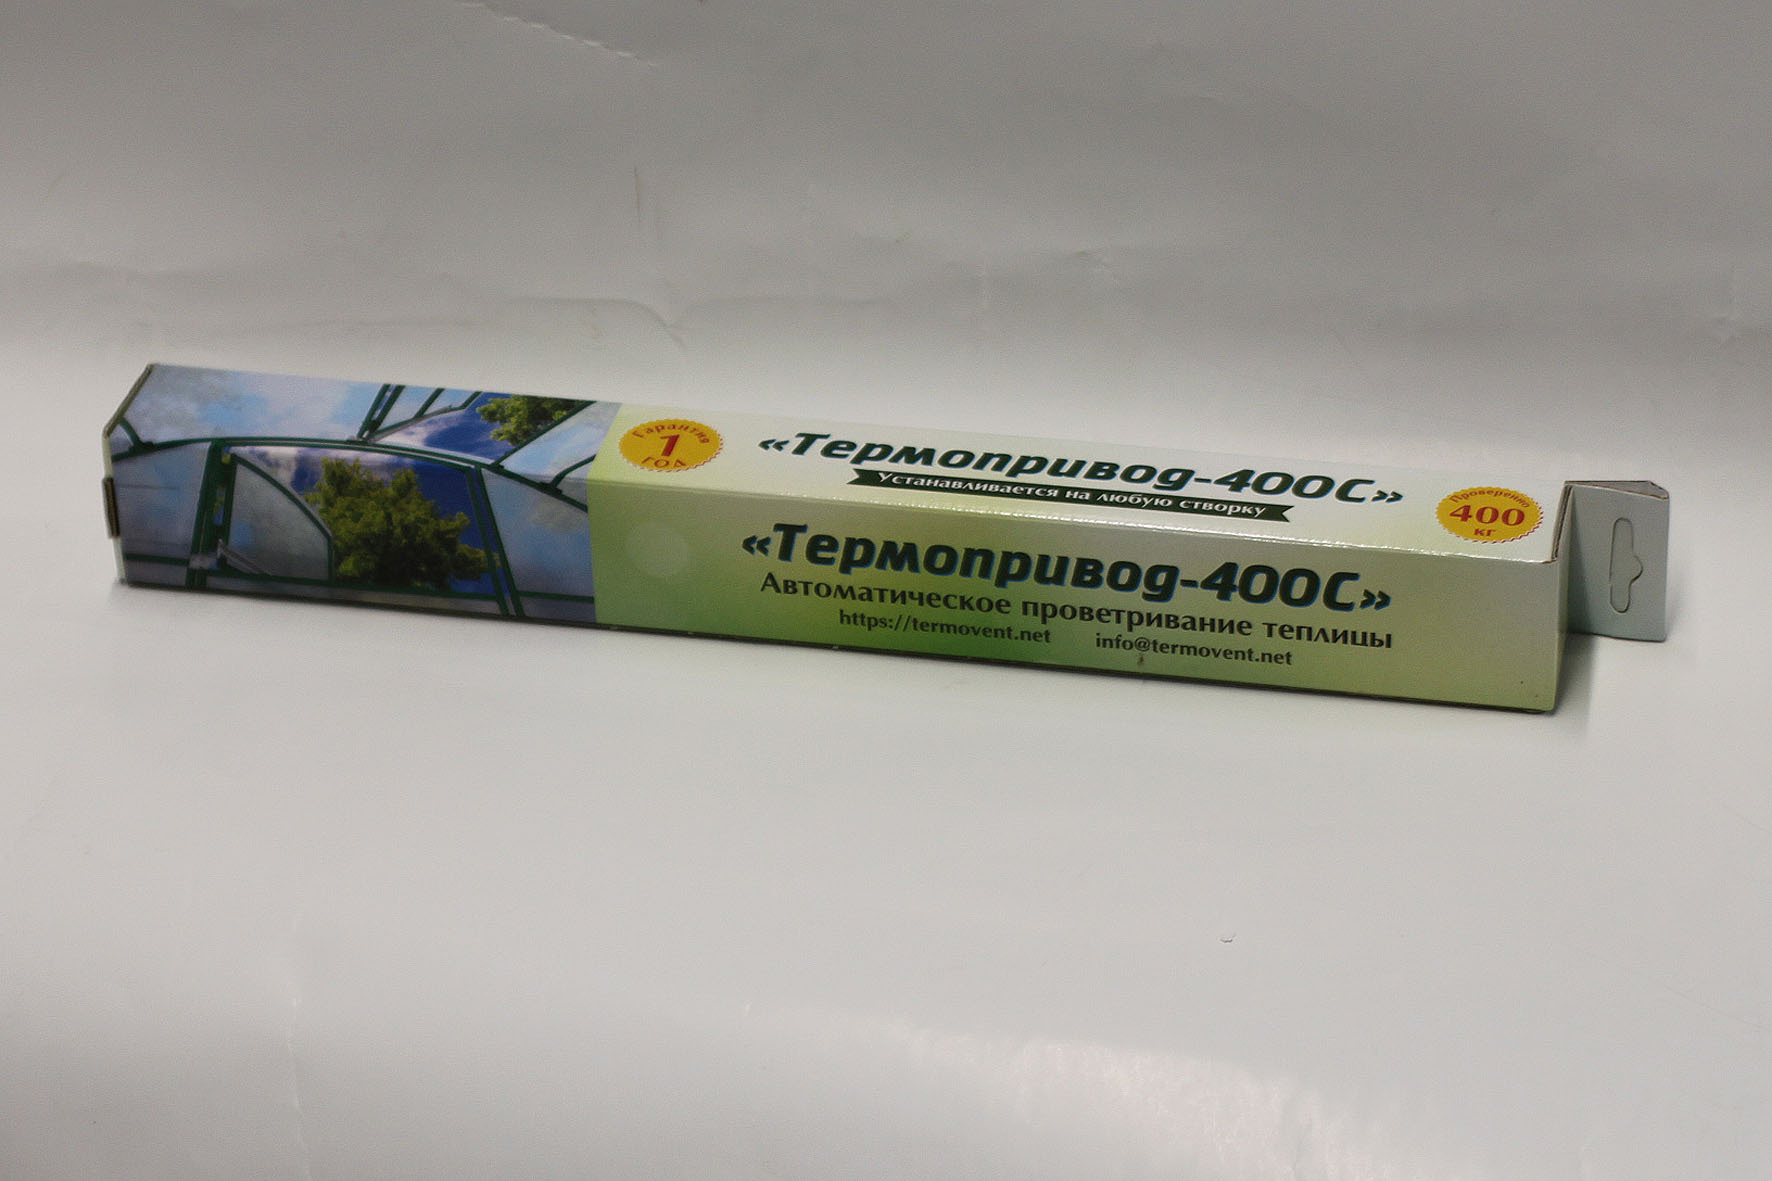 Гарантия
1
ГОД
«Термопривод-400С»
Устанавливается на любую створку
Проверенно
400
кг
«Термопривод-400С»
Автоматическое проветривание теплицы
https://termovent.net info@termovent.net